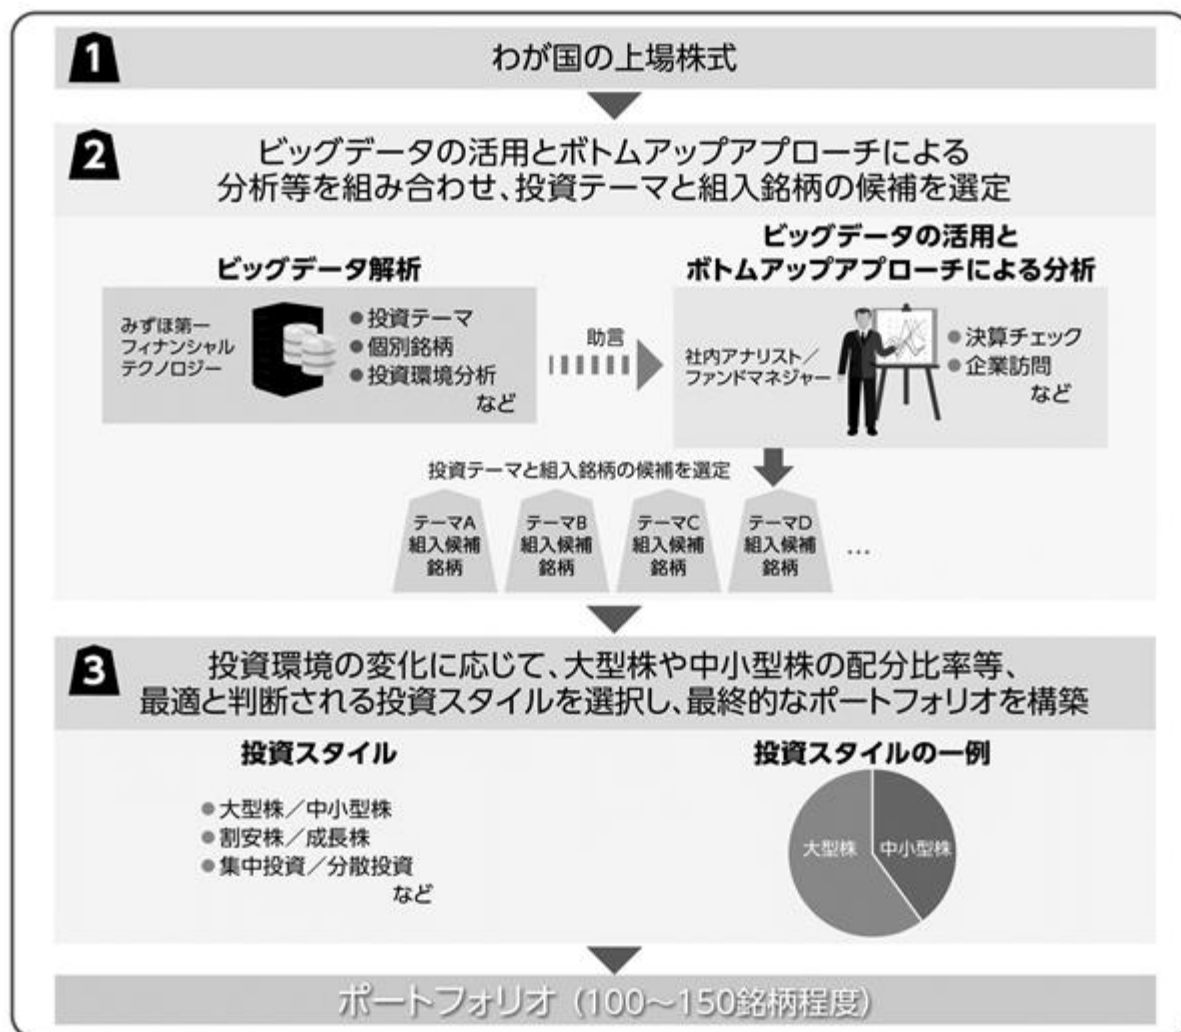 1
わが国の上場株式
2
ビッグデータの活用とボトムアップアプローチによる
分析等を組み合わせ、投資テーマと組入銘柄の候補を選定
ビッグデータ解析
みずほ第一
フィナンシャル
テクノロジー
●投資テーマ
●個別銘柄
●投資環境分析
など
助言
ビッグデータの活用と
ボトムアップアプローチによる分析
社内アナリスト／
ファンドマネジャー
●決算チェック
●企業訪問
など
投資テーマと組入銘柄の候補を選定
テーマA
組入候補
銘柄
テーマB
組入候補
銘柄
テーマC
組入候補
銘柄
テーマD
組入候補
銘柄
…
3
投資環境の変化に応じて、大型株や中小型株の配分比率等、
最適と判断される投資スタイルを選択し、最終的なポートフォリオを構築
投資スタイル
●大型株／中小型株
●割安株／成長株
●集中投資／分散投資
など
投資スタイルの一例
大型株
中小型株
ポートフォリオ（100～150銘柄程度）